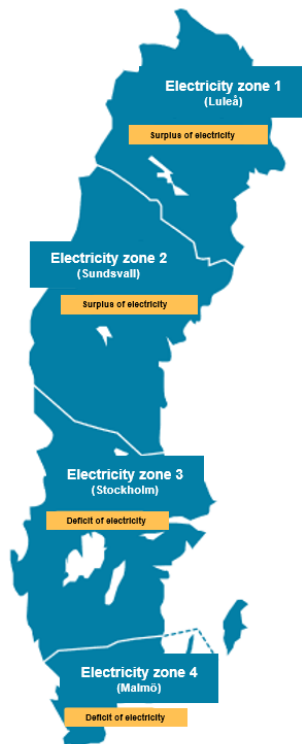 Electricity zone 1
(Luleå)
Surplus of electricity
Electricity zone 2
(Sundsvall)
Surplus of electricity
Electricity zone 3
(Stockholm)
Deficit of electricity
Electricity zone 4
(Malmö)
Deficit of electricity